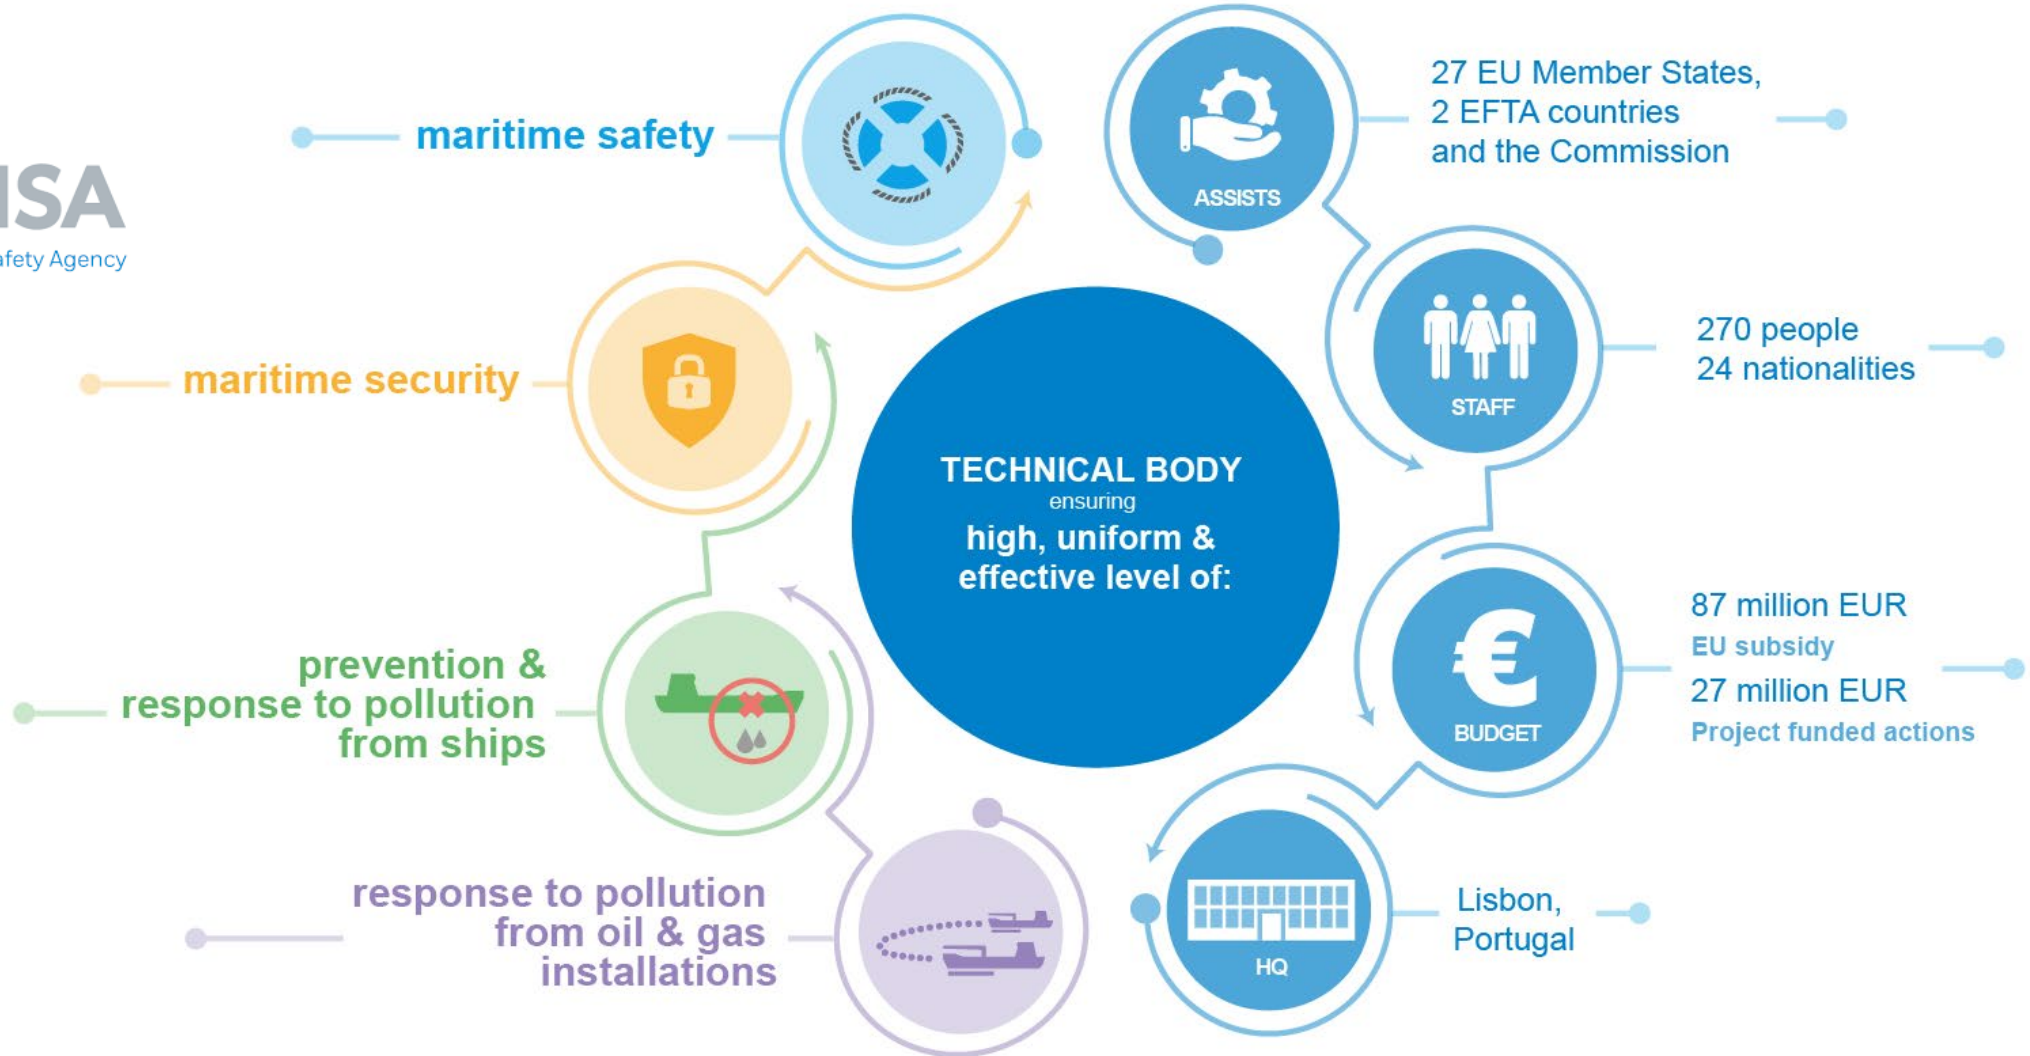 SA
afety Agency
maritime safety
maritime security
prevention &
response to pollution
from ships
response to pollution
from oil & gas
installations
TECHNICAL BODY
ensuring
high, uniform &
effective level of:
ASSISTS
27 EU Member States,
2 EFTA countries
and the Commission
STAFF
270 people
24 nationalities
€
BUDGET
87 million EUR
EU subsidy
27 million EUR
Project funded actions
HQ
Lisbon,
Portugal